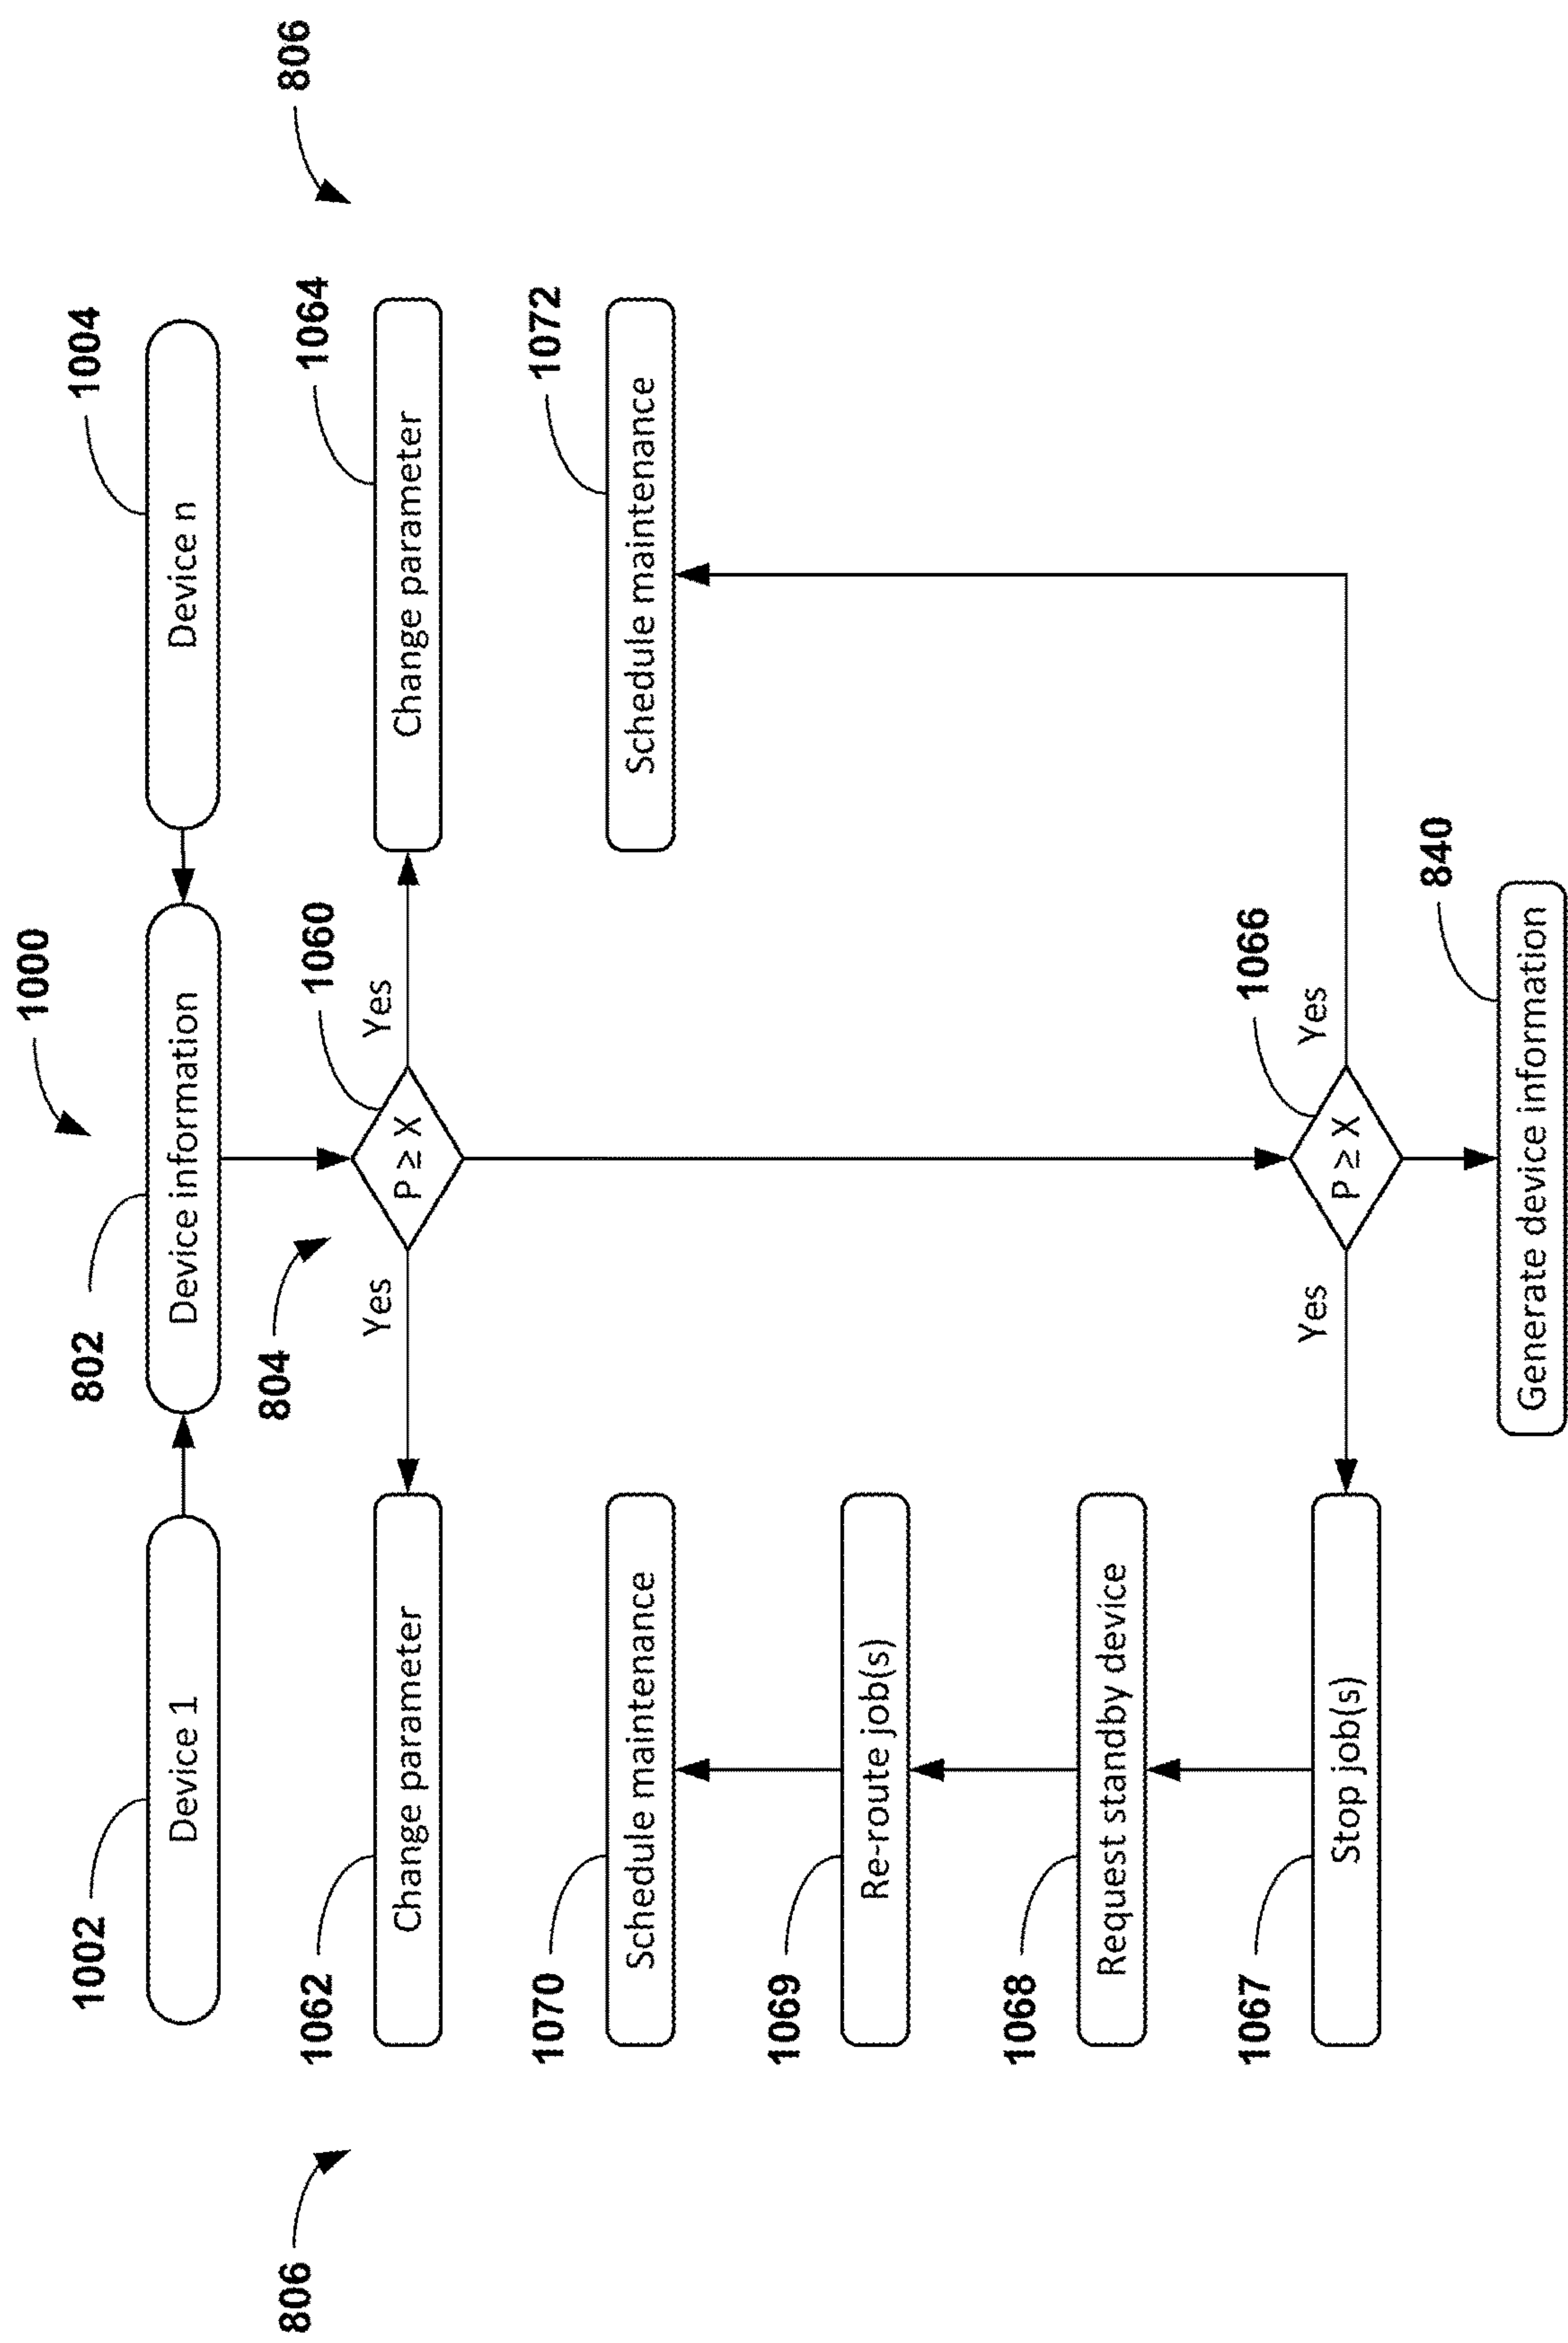 1000
802
1002
1004
Device 1
Device information
Device n
806
804
1060
806
1062
Yes
Yes
1064
Change parameter
P ≥ X
Change parameter
1070
1072
Schedule maintenance
Schedule maintenance
1069
Re-route job(s)
1068
Request standby device
1067
1066
Yes
Yes
Stop job(s)
P ≥ X
840
Generate device information